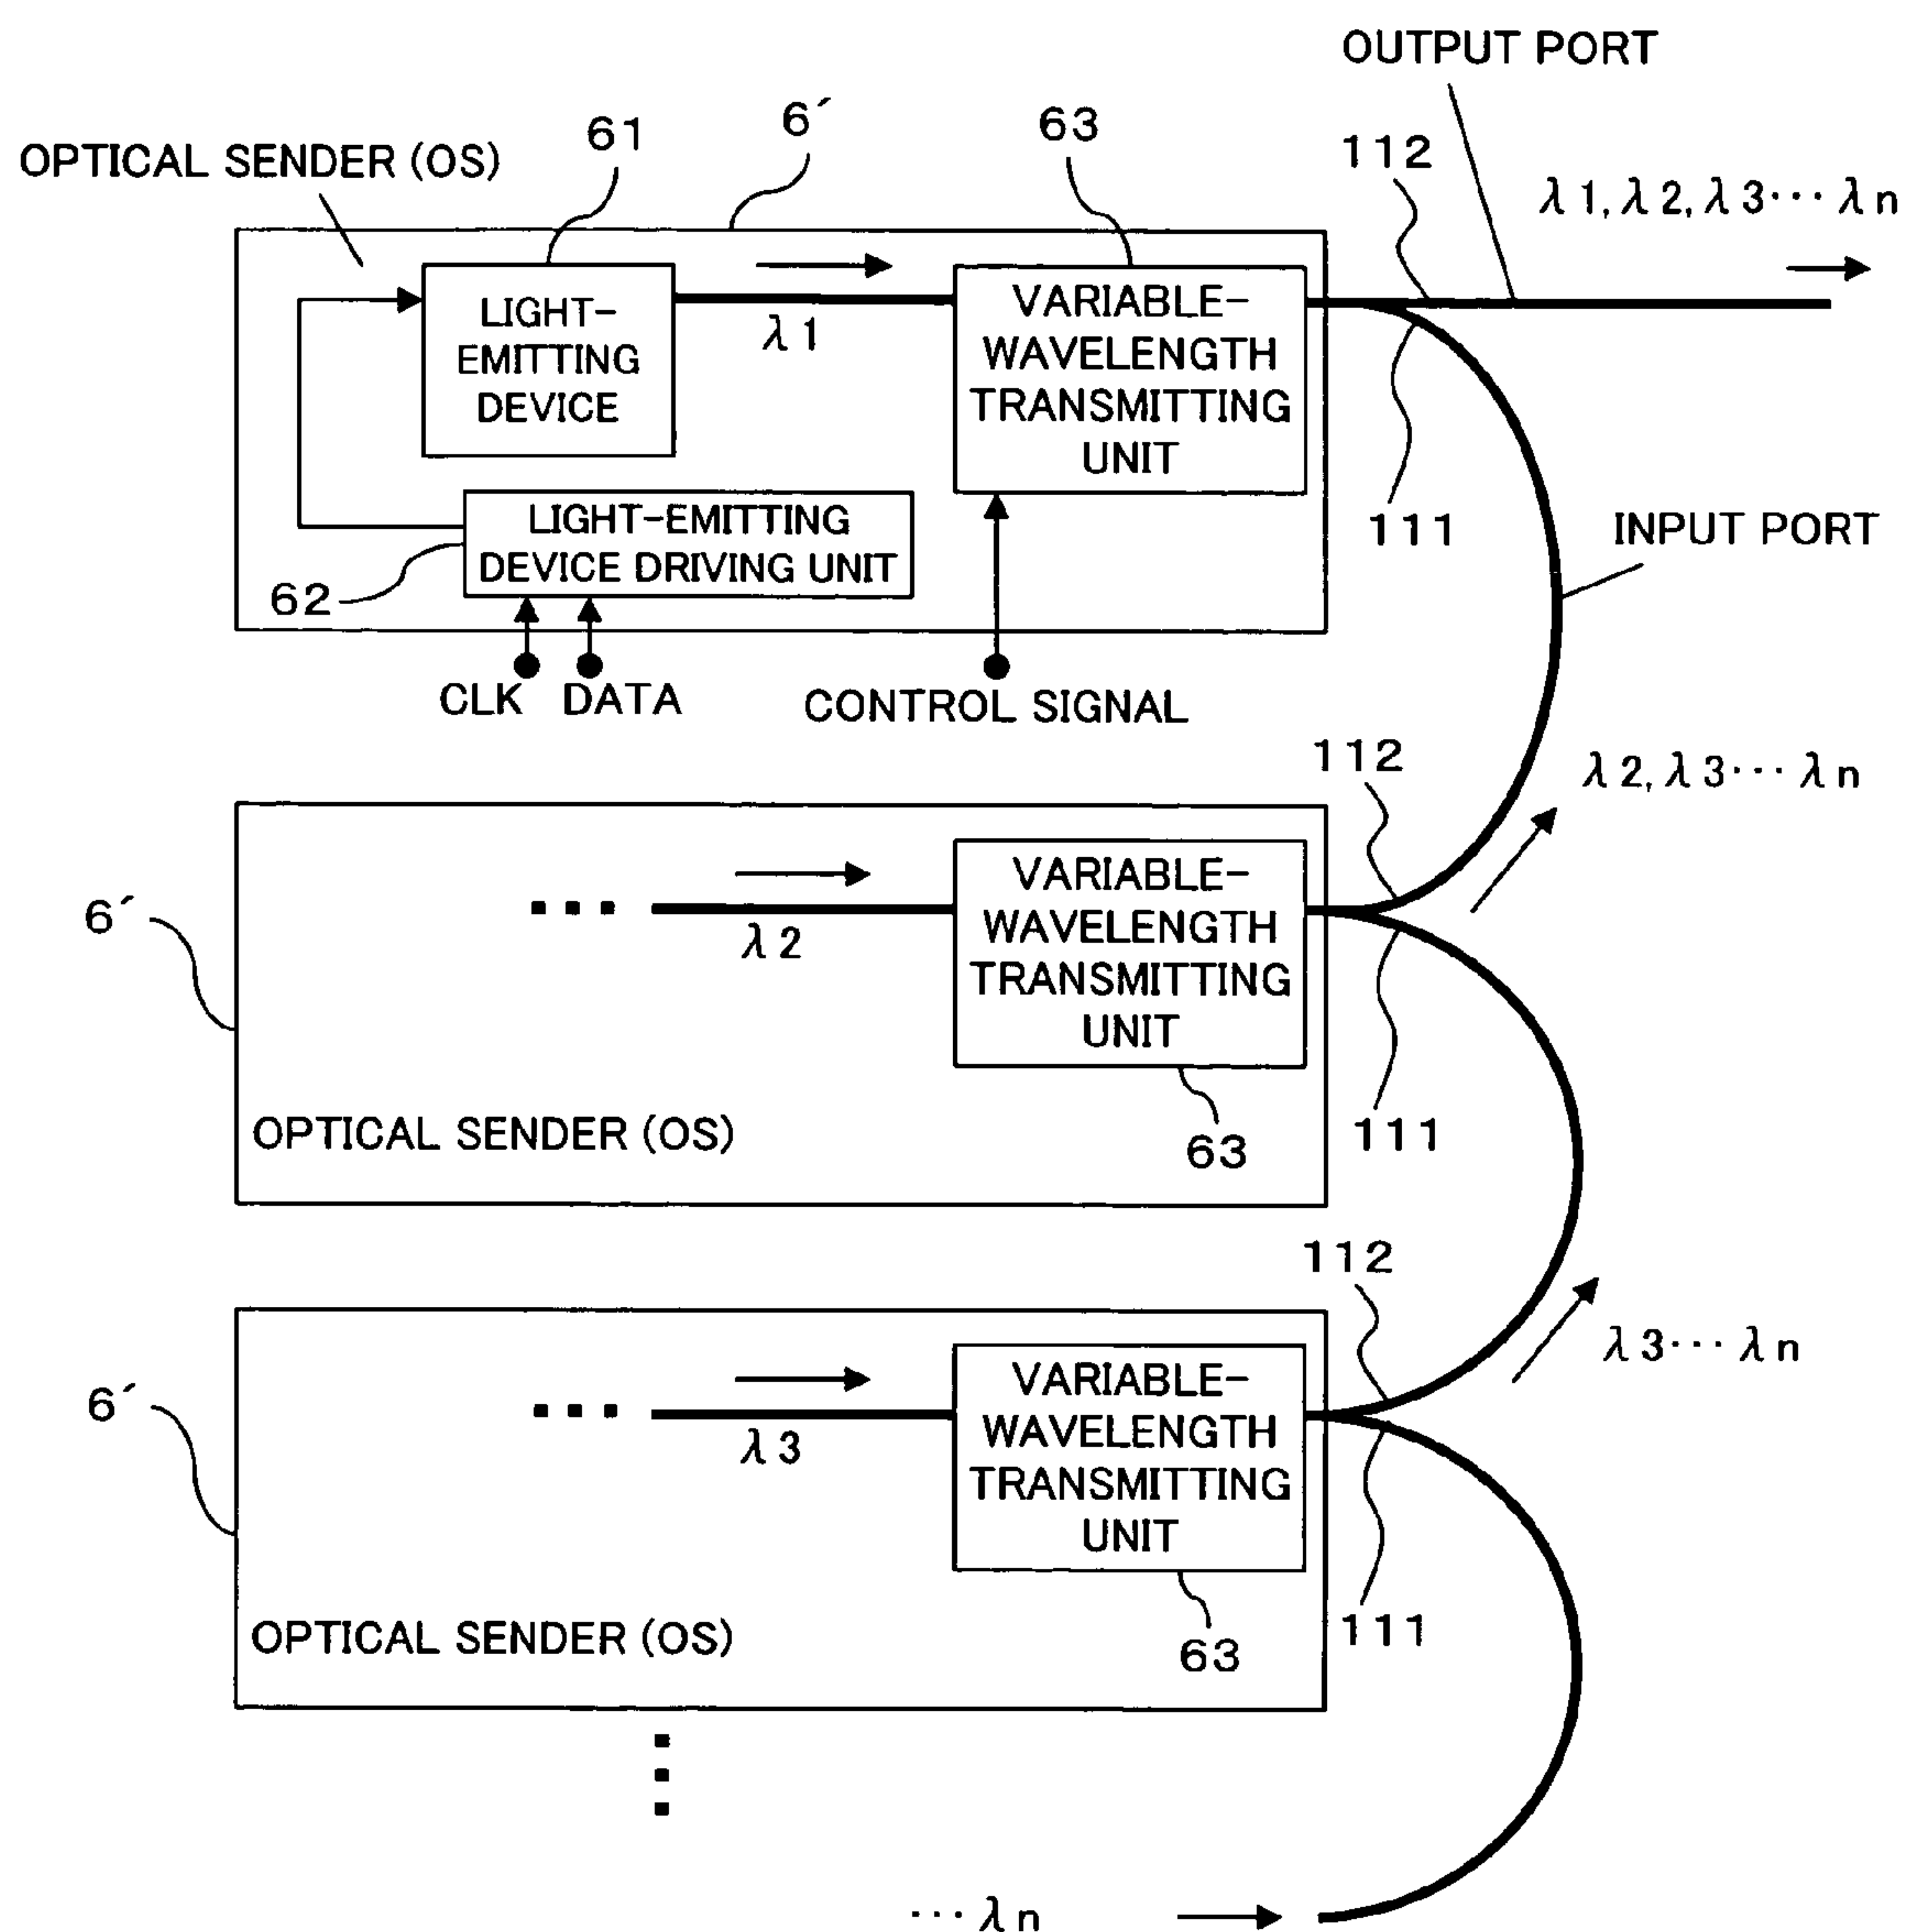 OUTPUT PORT
OPTICAL SENDER (OS)
61
6´
63
112
λ1, λ2, λ3··· λn
LIGHT-
EMITTING
DEVICE
λ1
VARIABLE-
WAVELENGTH
TRANSMITTING
UNIT
111
INPUT PORT
LIGHT-EMITTING
DEVICE DRIVING UNIT
62
CLK
DATA
CONTROL SIGNAL
112
λ2, λ3··· λn
6´
···
λ2
VARIABLE-
WAVELENGTH
TRANSMITTING
UNIT
111
OPTICAL SENDER (OS)
63
112
λ3··· λn
6´
···
λ3
VARIABLE-
WAVELENGTH
TRANSMITTING
UNIT
111
OPTICAL SENDER (OS)
63
··· λn